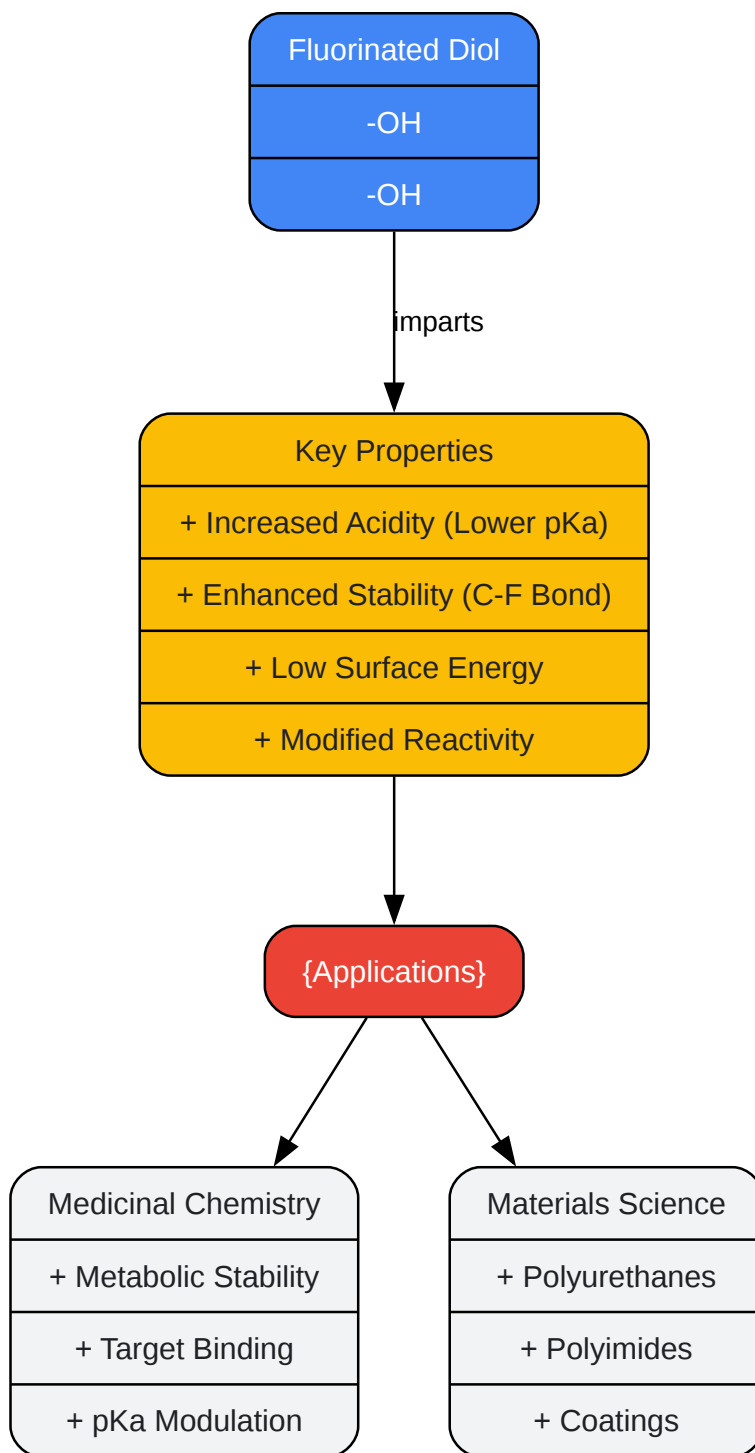 Fluorinated Diol
-OH
-OH
imparts
Key Properties
+ Increased Acidity (Lower pKa)
+ Enhanced Stability (C-F Bond)
+ Low Surface Energy
+ Modified Reactivity
{Applications}
Medicinal Chemistry
+ Metabolic Stability
+ Target Binding
+ pKa Modulation
Materials Science
+ Polyurethanes
+ Polyimides
+ Coatings